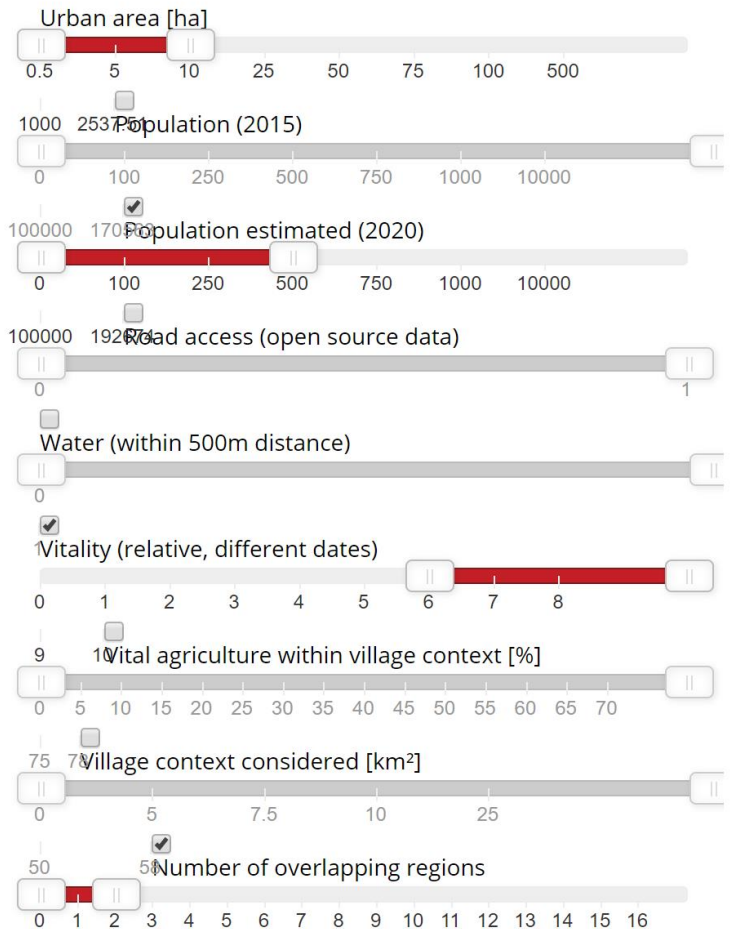 Urban area [ha]
0.5 5 10 25 50 75 100 500
1000 2537.51 Population (2015)
0 100 250 500 750 1000 10000
100000 Population estimated (2020)
0 100 250 500 750 1000 10000
100000 Road access (open source data)
0 1
Water (within 500m distance)
0
Vitality (relative, different dates)
0 1 2 3 4 5 6 7 8
9 10 Vital agriculture within village context [%]
0 5 10 15 20 25 30 35 40 45 50 55 60 65 70
75 78 Village context considered [km²]
0 5 7.5 10 25
50 58 Number of overlapping regions
0 1 2 3 4 5 6 7 8 9 10 11 12 13 14 15 16